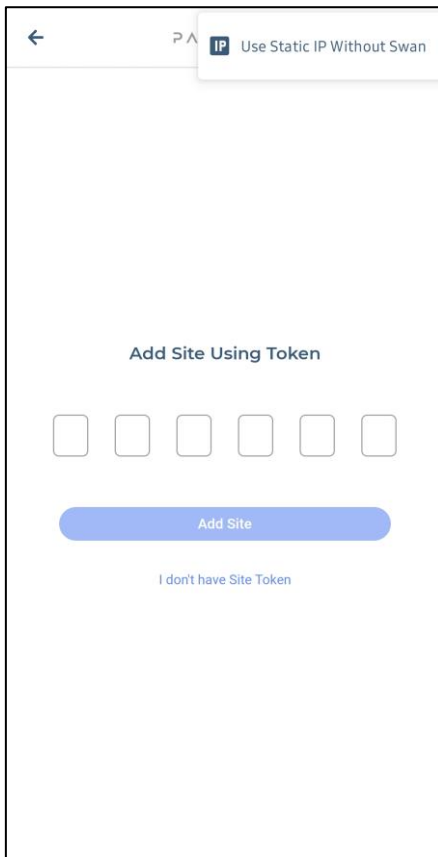 IP Use Static IP Without Swan
Add Site Using Token
Add Site
I don't have Site Token